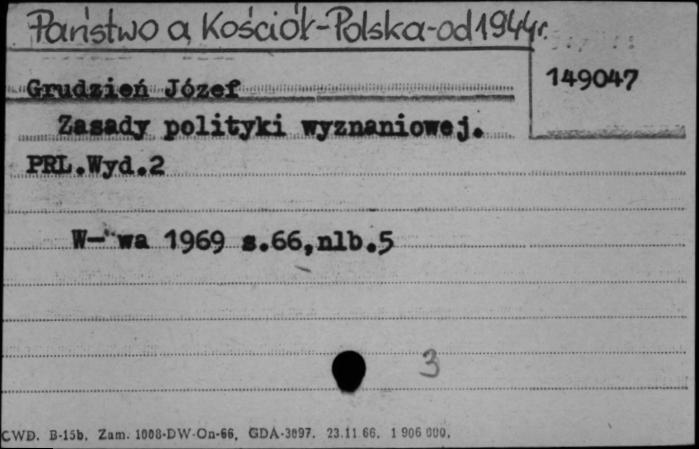 Państwo a Kościół-Polska-od 1944r.
149047
Grudzień Józef
Zasady polityki wyznaniowej.
PRL.Wyd.2
W-wa 1969 s.66,nlb.5
3
CWD. B-15b. Zam. 1008-DW-On-66. GDA-3097. 23.11.66. 1 906 000.